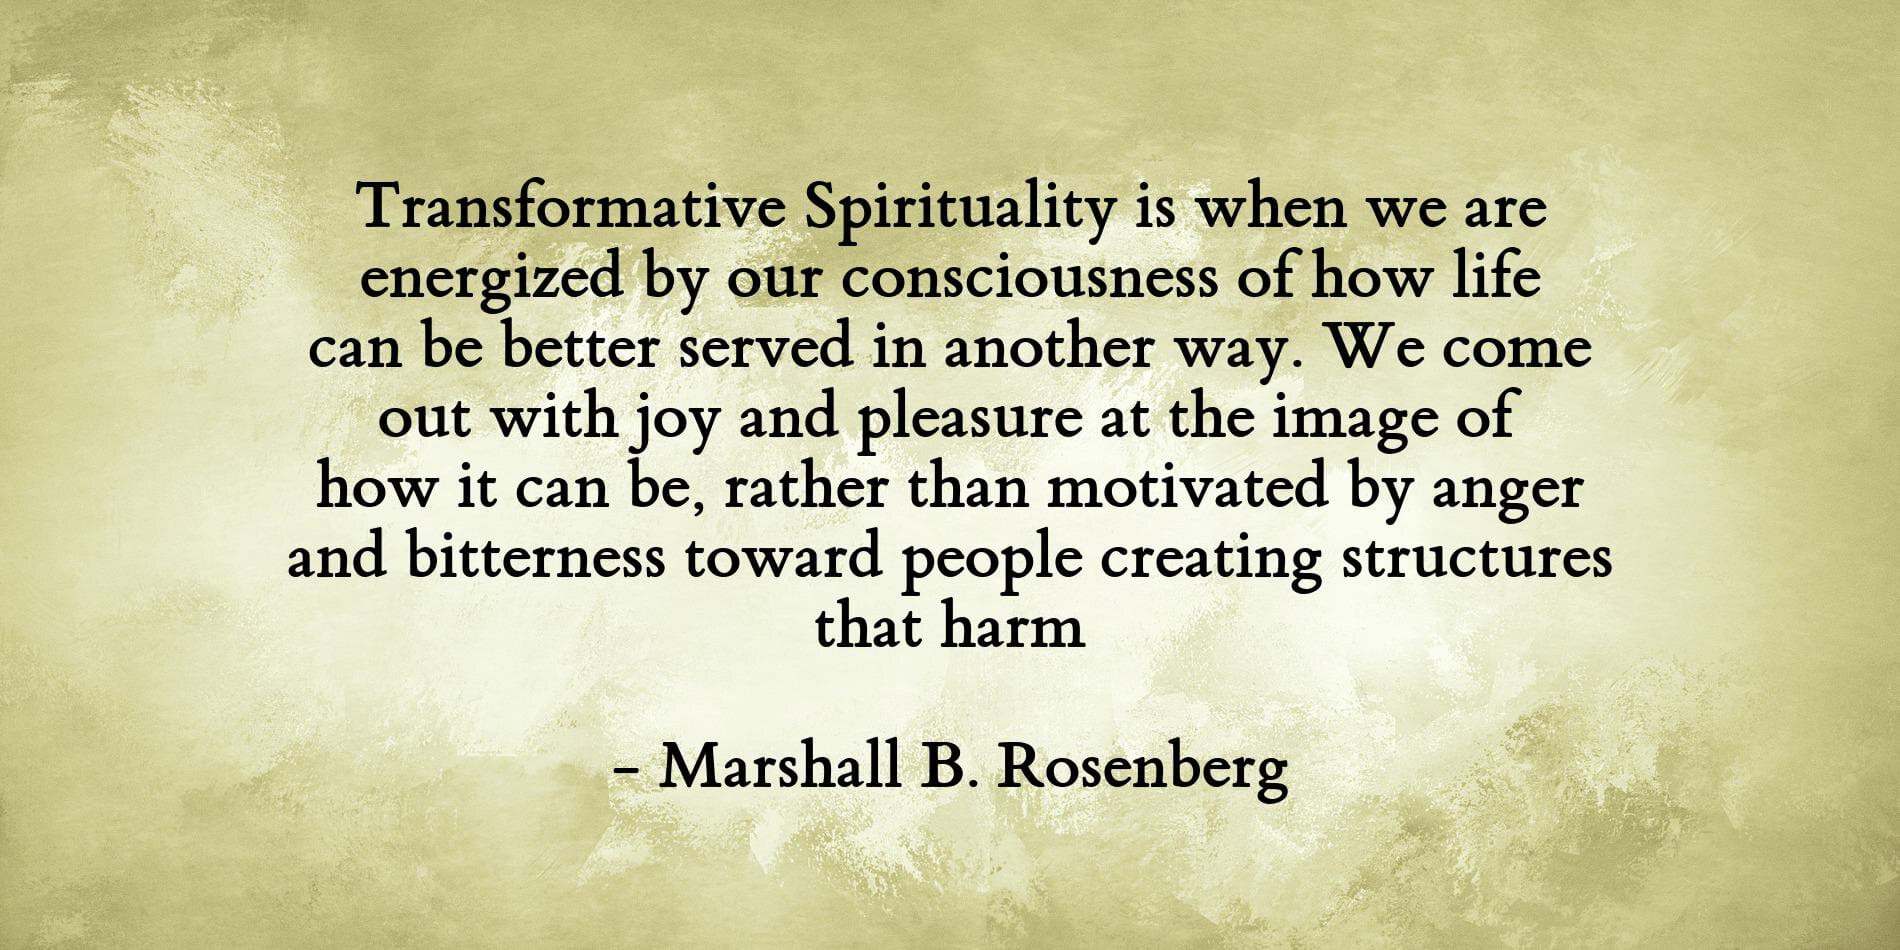 Transformative Spirituality is when we are
energized by our consciousness of how life
can be better served in another way. We come
out with joy and pleasure at the image of
how it can be, rather than motivated by anger
and bitterness toward people creating structures
that harm
- Marshall B. Rosenberg